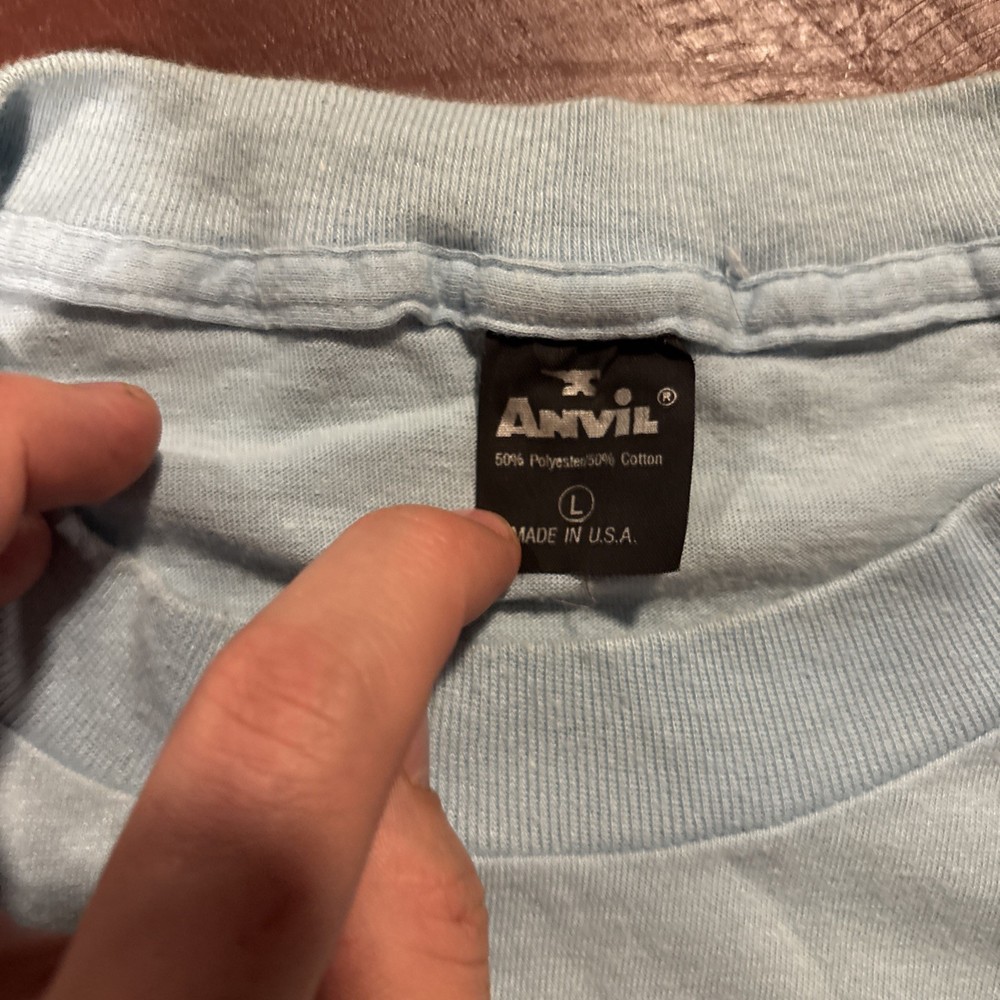 ANViL ®
50% Polyester/50% Cotton
L
MADE IN U.S.A.